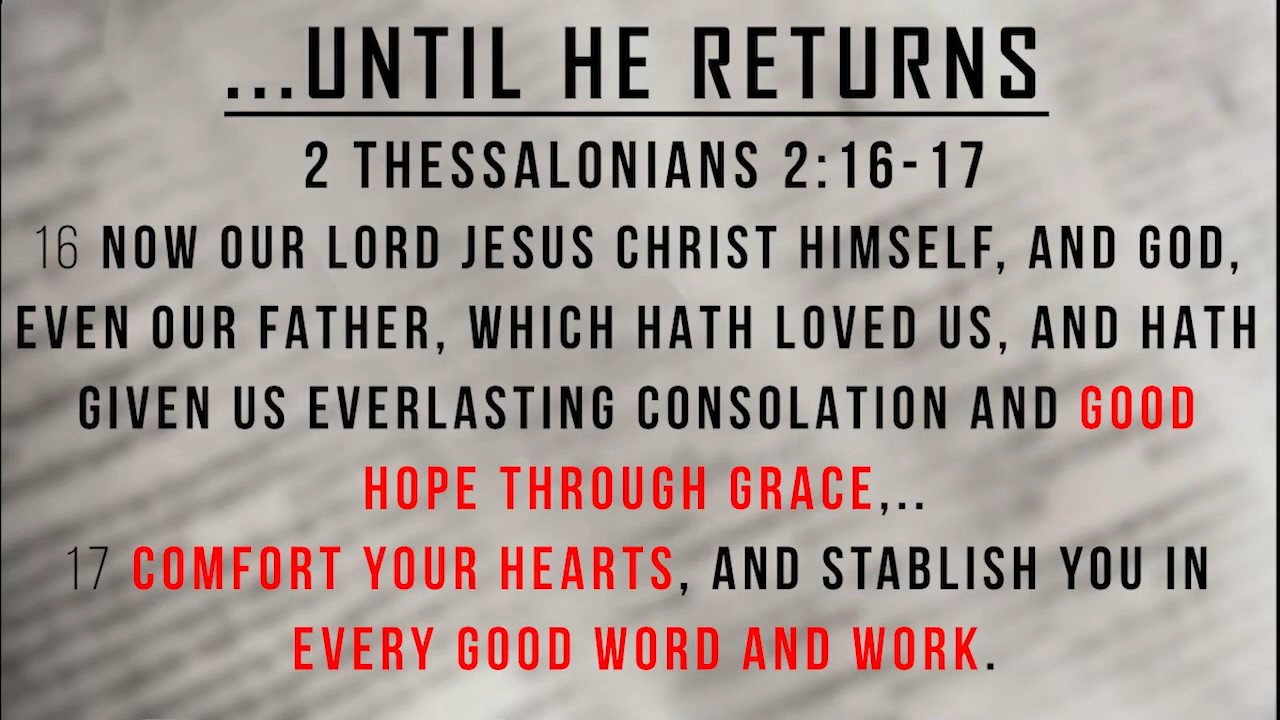 ...UNTIL HE RETURNS
2 THESSALONIANS 2:16-17
16 NOW OUR LORD JESUS CHRIST HIMSELF, AND GOD,
EVEN OUR FATHER, WHICH HATH LOVED US, AND HATH
GIVEN US EVERLASTING CONSOLATION AND GOOD
HOPE THROUGH GRACE,..
17 COMFORT YOUR HEARTS, AND STABLISH YOU IN
EVERY GOOD WORD AND WORK.